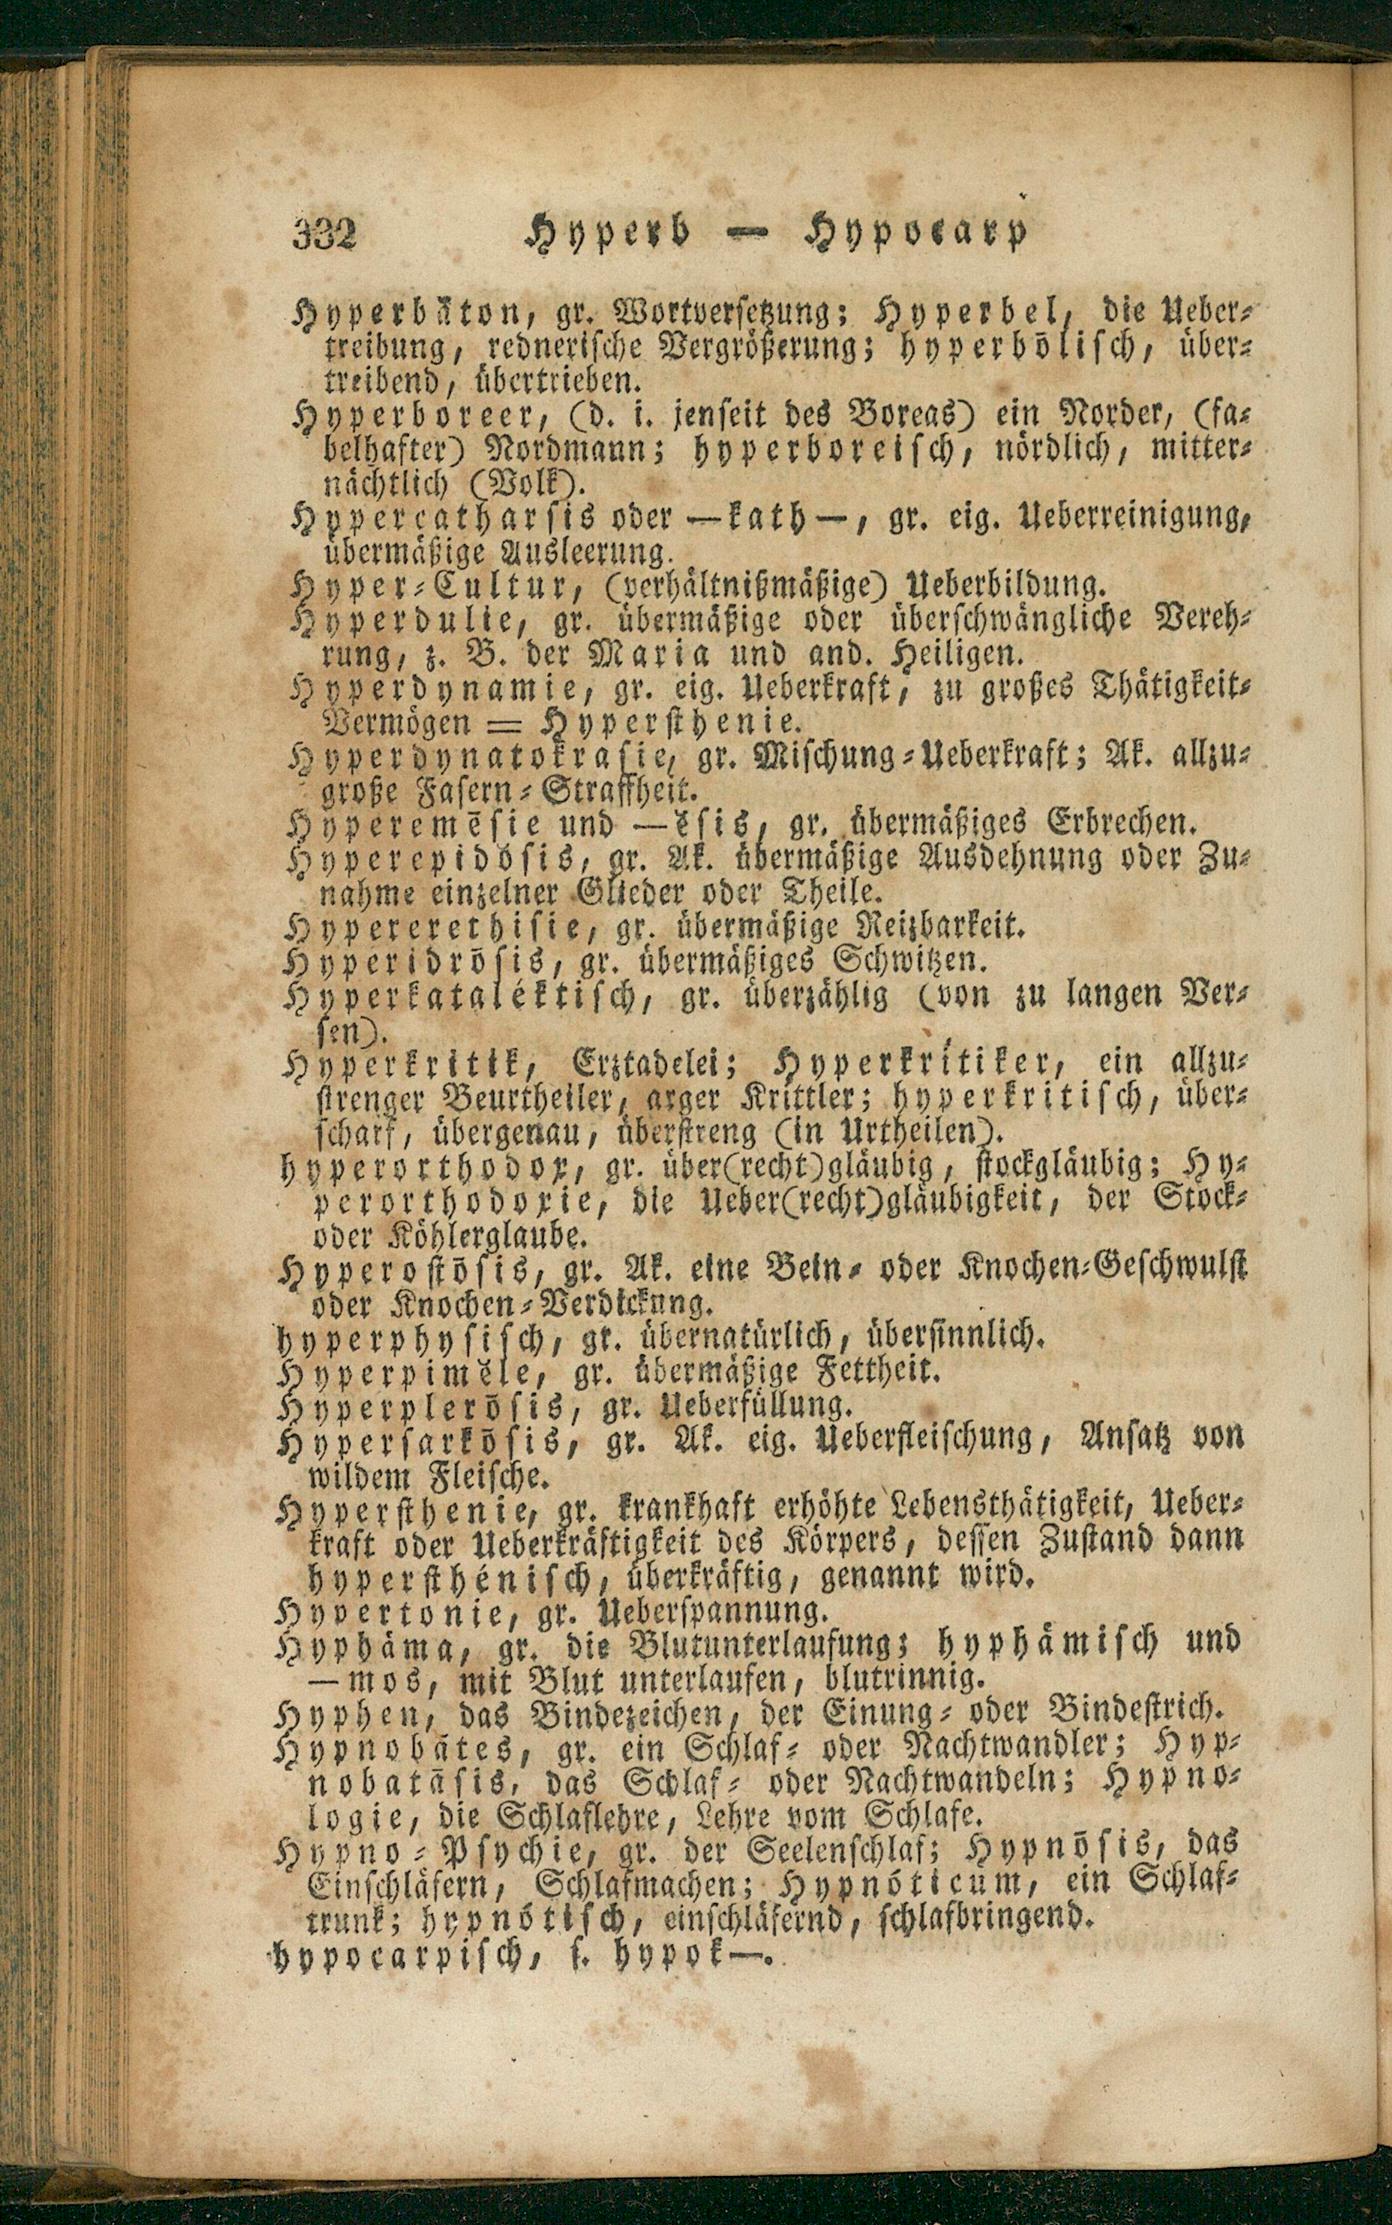 332 Hyperb — Hypocarp
Hyperbăton, gr. Wortversetzung; Hyperbel, die Ueber-
treibung, rednerische Vergrößerung; hyperbōlisch, über-
treibend, übertrieben.
Hyperboreer, (d. i. jenseit des Boreas) ein Norder, (fa-
belhafter) Nordmann; hyperboreisch, nördlich, mitter-
nächtlich (Volk).
Hypercatharsis oder —kath—, gr. eig. Ueberreinigung,
übermäßige Ausleerung.
Hyper-Cultur, (verhältnißmäßige) Ueberbildung.
Hyperdulie, gr. übermäßige oder überschwängliche Vereh-
rung, z. B. der Maria und and. Heiligen.
Hyperdynamie, gr. eig. Ueberkraft, zu großes Thätigkeit-
Vermögen = Hypersthenie.
Hyperdynatokrasie, gr. Mischung-Ueberkraft; Ak. allzu-
große Fasern-Straffheit.
Hyperemēsie und —ĕsis, gr. übermäßiges Erbrechen.
Hyperepidŏsis, gr. Ak. übermäßige Ausdehnung oder Zu-
nahme einzelner Glieder oder Theile.
Hypererethisie, gr. übermäßige Reizbarkeit.
Hyperidrōsis, gr. übermäßiges Schwitzen.
Hyperkataléktisch, gr. überzählig (von zu langen Ver-
sen).
Hyperkritik, Erztadelei; Hyperkrítiker, ein allzu-
strenger Beurtheiler, arger Krittler; hyperkritisch, über-
scharf, übergenau, überstreng (in Urtheilen).
hyperorthodox, gr. über(recht)gläubig, stockgläubig; Hy-
perorthodoxie, die Ueber(recht)gläubigkeit, der Stock-
oder Köhlerglaube.
Hyperostōsis, gr. Ak. eine Bein- oder Knochen-Geschwulst
oder Knochen-Verdickung.
hyperphysisch, gr. übernatürlich, übersinnlich.
Hyperpimĕle, gr. übermäßige Fettheit.
Hyperplerōsis, gr. Ueberfüllung.
Hypersarkōsis, gr. Ak. eig. Ueberfleischung, Ansatz von
wildem Fleische.
Hypersthenie, gr. krankhaft erhöhte Lebensthätigkeit, Ueber-
kraft oder Ueberkräftigkeit des Körpers, dessen Zustand dann
hypersthénisch, überkräftig, genannt wird.
Hypertonie, gr. Ueberspannung.
Hyphäma, gr. die Blutunterlaufung; hyphämisch und
—mos, mit Blut unterlaufen, blutrinnig.
Hyphen, das Bindezeichen, der Einung- oder Bindestrich.
Hypnobătes, gr. ein Schlaf- oder Nachtwandler; Hyp-
nobatāsis, das Schlaf- oder Nachtwandeln; Hypno-
logie, die Schlaflehre, Lehre vom Schlafe.
Hypno-Psychie, gr. der Seelenschlaf; Hypnōsis, das
Einschläfern, Schlafmachen; Hypnóticum, ein Schlaf-
trunk; hypnótisch, einschläfernd, schlafbringend.
hypocarpisch, s. hypok—.